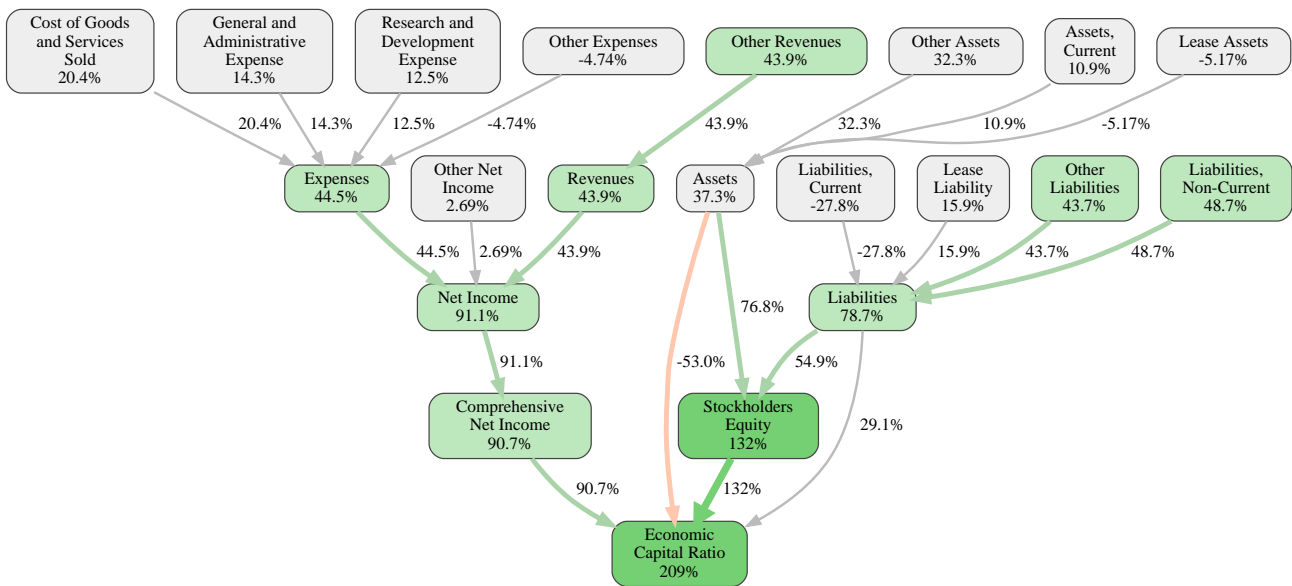 Cost of Goods
and Services
Sold
20.4%
General and
Administrative
Expense
14.3%
Research and
Development
Expense
12.5%
Other Expenses
-4.74%
Other Revenues
43.9%
Other Assets
32.3%
Assets,
Current
10.9%
Lease Assets
-5.17%
20.4%
14.3%
12.5%
-4.74%
43.9%
32.3%
10.9%
-5.17%
Expenses
44.5%
Other Net
Income
2.69%
Revenues
43.9%
Assets
37.3%
Liabilities,
Current
-27.8%
Lease
Liability
15.9%
Other
Liabilities
43.7%
Liabilities,
Non-Current
48.7%
44.5%
2.69%
43.9%
-27.8%
15.9%
43.7%
48.7%
Net Income
91.1%
76.8%
Liabilities
78.7%
91.1%
-53.0%
54.9%
Comprehensive
Net Income
90.7%
Stockholders
Equity
132%
29.1%
90.7%
132%
Economic
Capital Ratio
209%